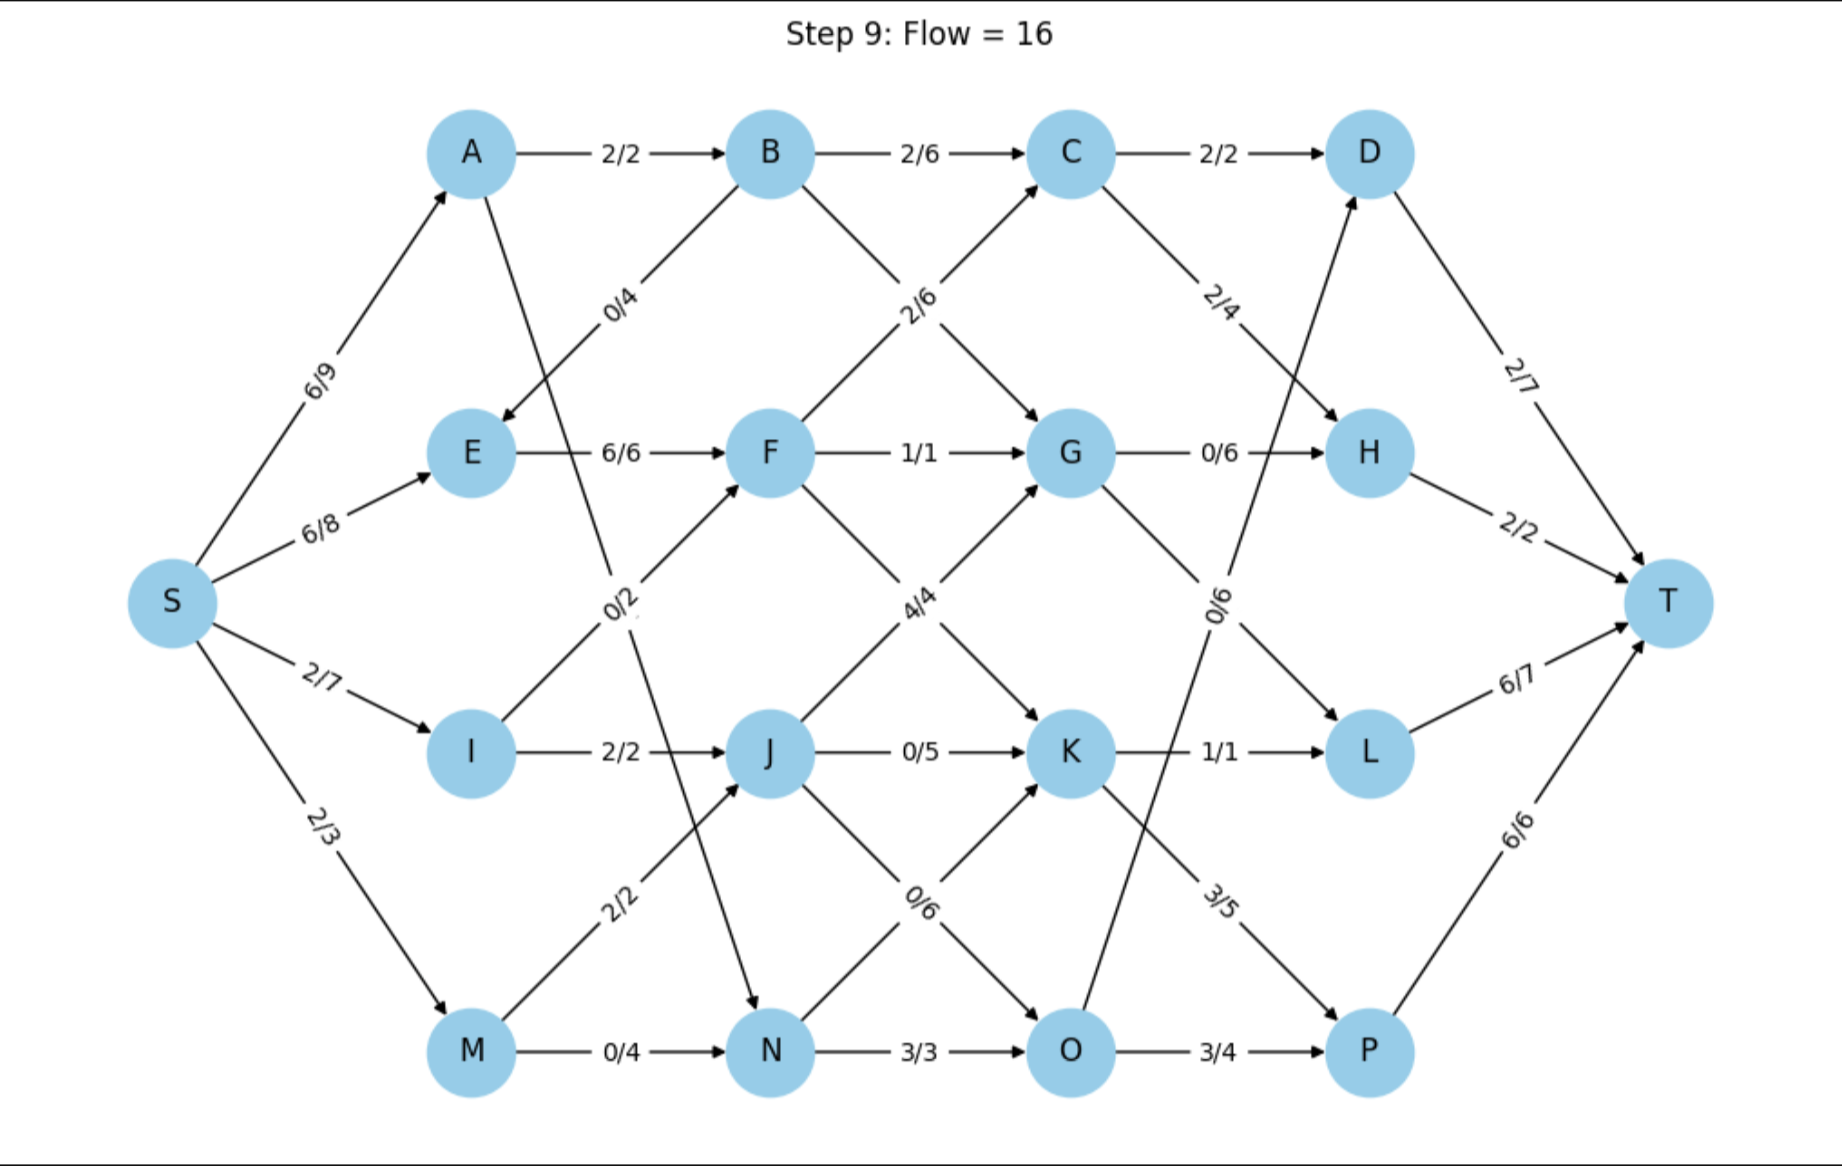 Step 9: Flow = 16
A 2/2 B 2/6 C 2/2 D
0/4 2/6 2/4
6/9 2/7
E 6/6 F 1/1 G 0/6 H
6/8 2/2
S 0/2 4/4 0/6 T
2/7 6/7
I 2/2 J 0/5 K 1/1 L
2/3 6/6
2/2 0/6 3/5
M 0/4 N 3/3 O 3/4 P